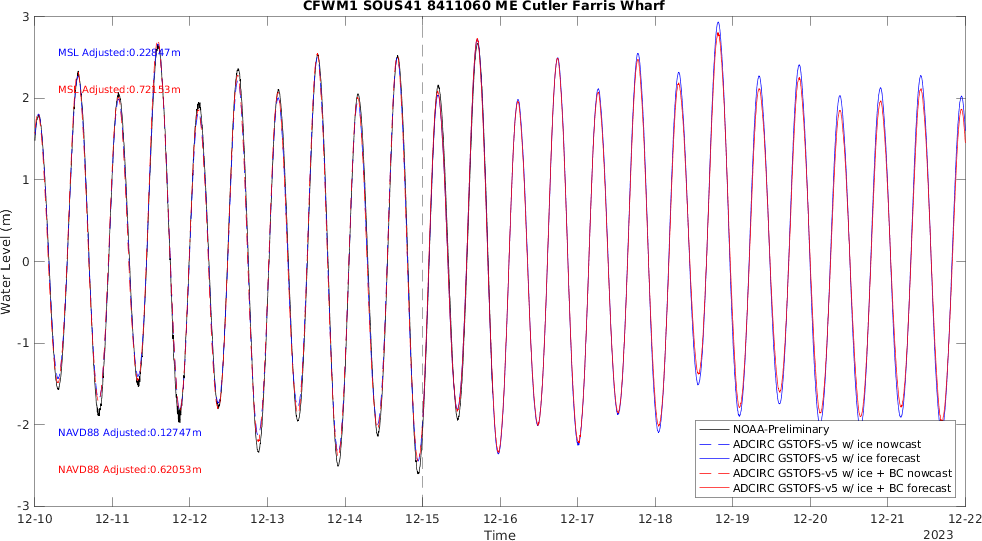 CFWM1 SOUS41 8411060 ME Cutler Farris Wharf
3
MSL Adjusted:0.22847m
MSL Adjusted:0.72153m
2
1
Water Level (m)
0
-1
-2
NAVD88 Adjusted:0.12747m
NAVD88 Adjusted:0.62053m
-3
NOAA-Preliminary
ADCIRC GSTOFS-v5 w/ ice nowcast
ADCIRC GSTOFS-v5 w/ ice forecast
ADCIRC GSTOFS-v5 w/ ice + BC nowcast
ADCIRC GSTOFS-v5 w/ ice + BC forecast
12-10 12-11 12-12 12-13 12-14 12-15 12-16 12-17 12-18 12-19 12-20 12-21 12-22
Time
2023